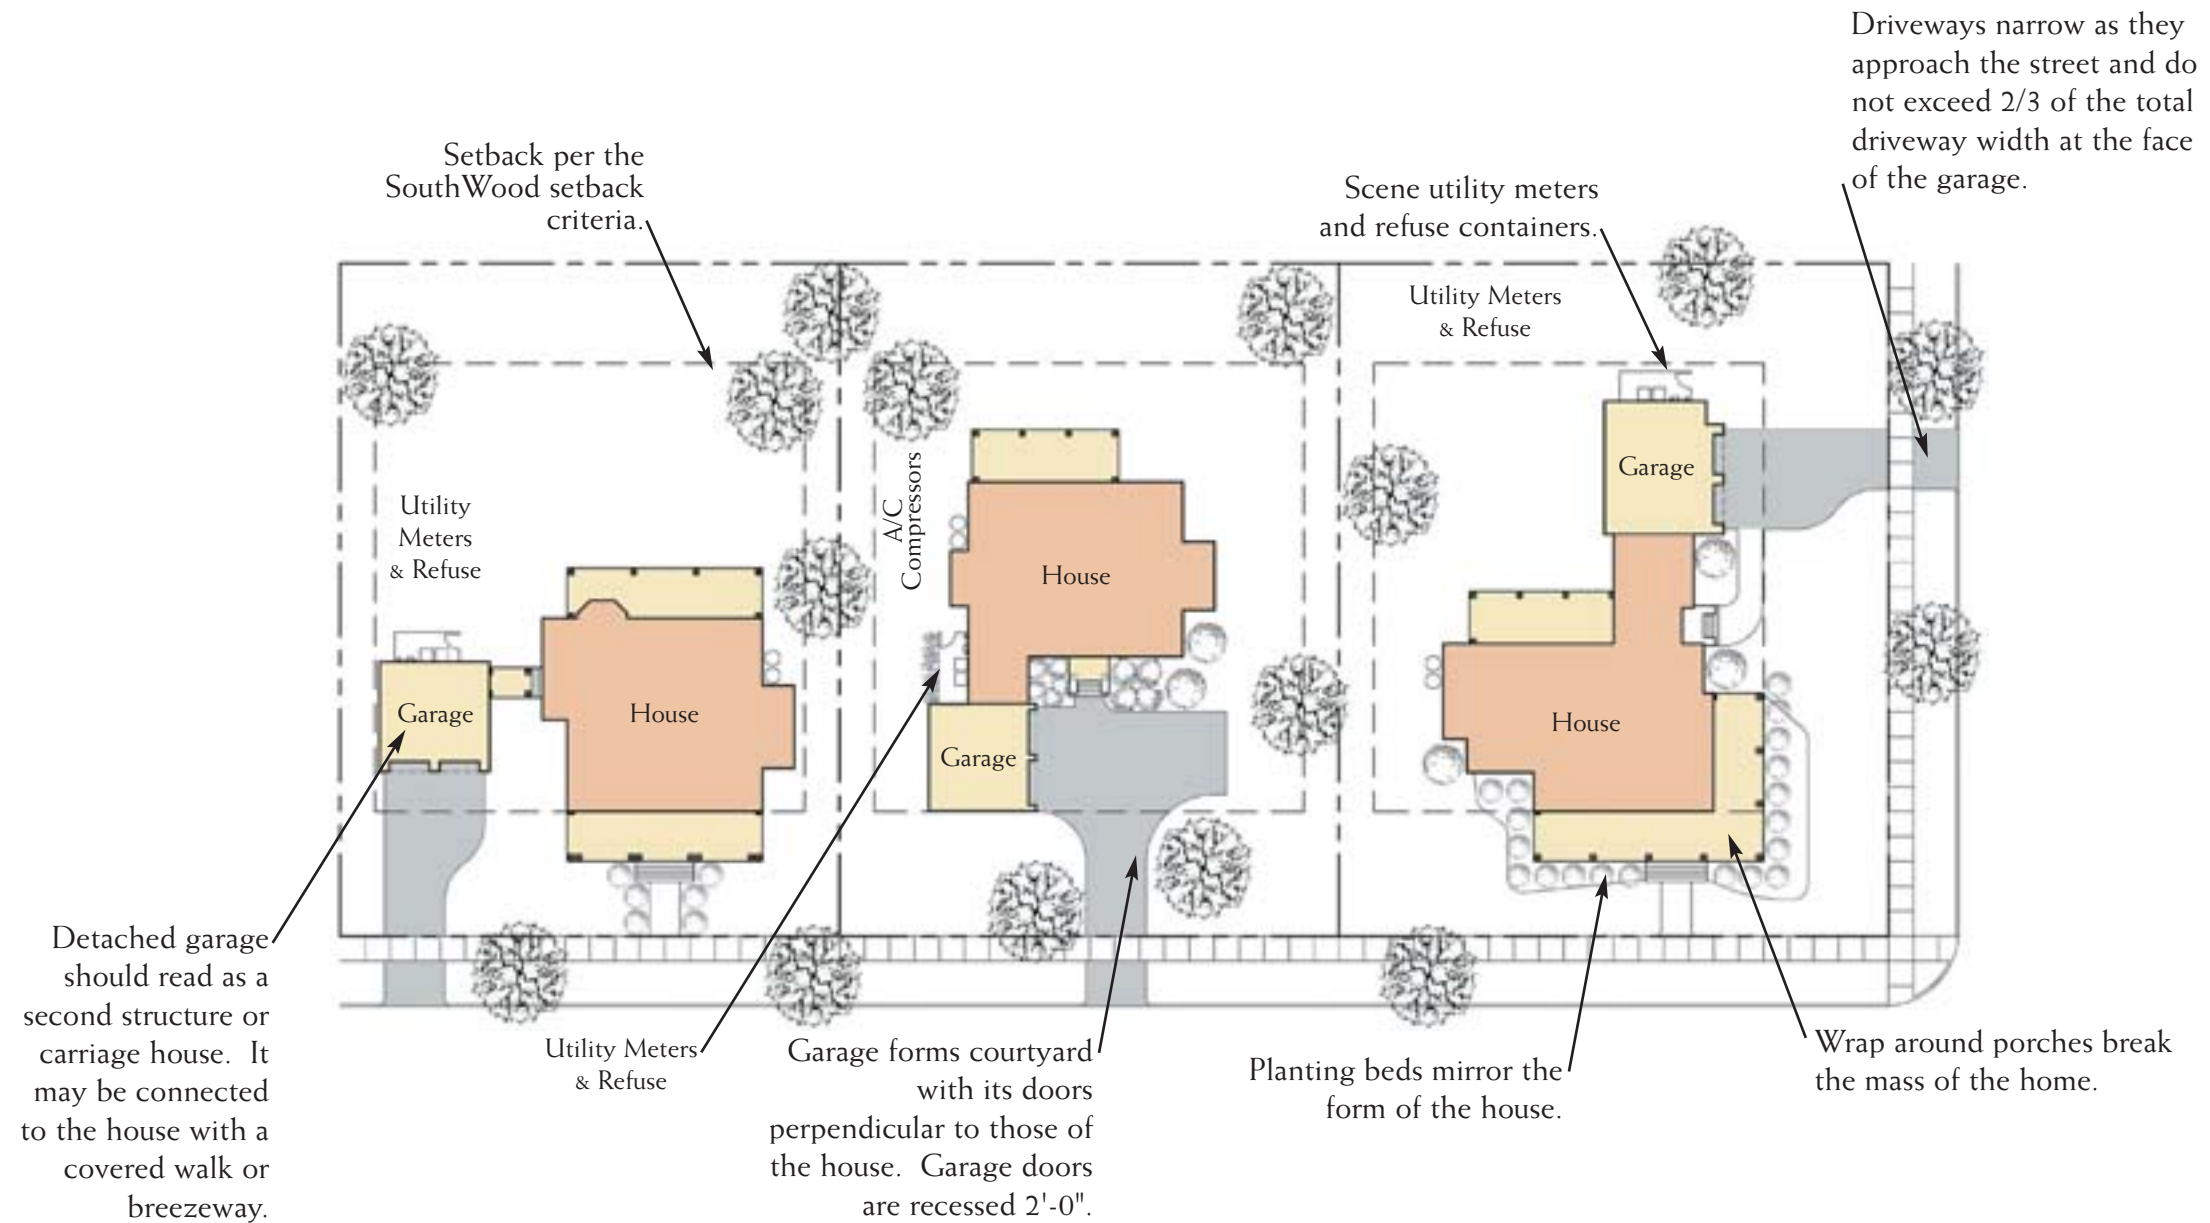 Driveways narrow as they
approach the street and do
not exceed 2/3 of the total
driveway width at the face
of the garage.
Setback per the
SouthWood setback
criteria.
Scene utility meters
and refuse containers.
Utility Meters
& Refuse
Utility
Meters
& Refuse
A/C
Compressors
Garage
House
House
Garage
Garage
House
Detached garage
should read as a
second structure or
carriage house. It
may be connected
to the house with a
covered walk or
breezeway.
Utility Meters
& Refuse
Garage forms courtyard
with its doors
perpendicular to those of
the house. Garage doors
are recessed 2'-0".
Planting beds mirror the
form of the house.
Wrap around porches break
the mass of the home.